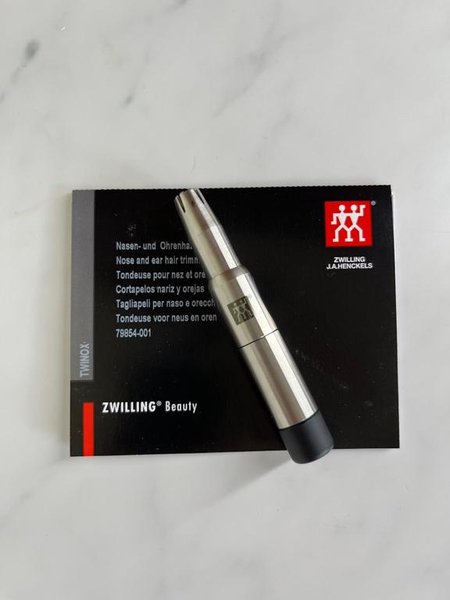 Nasen- und
Nose and ear hair
Tondeuse pour nez et
Cortapelos nariz y orejas
Tagliapeli per naso e
Tondeuse voor neus en
79854-001
TWINOX®
ZWILLING® Beauty
®
ZWILLING
J.A.HENCKELS